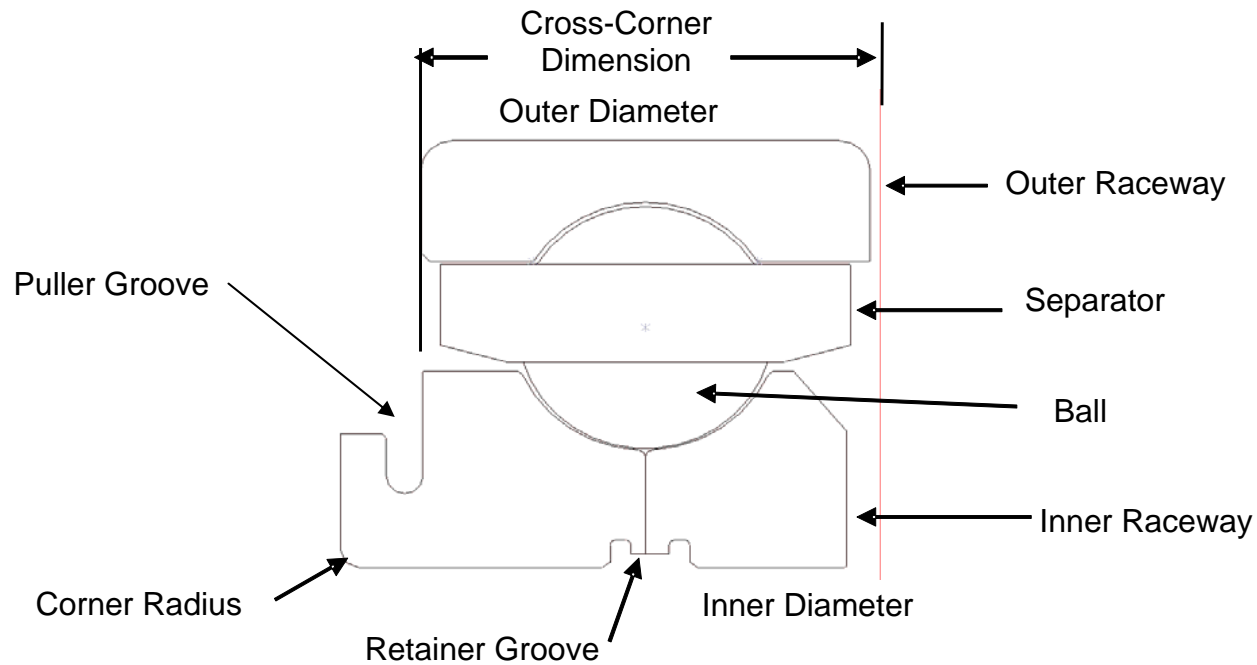 Cross-Corner
Dimension
Outer Diameter
Outer Raceway
Puller Groove
Separator
Ball
Inner Raceway
Corner Radius
Inner Diameter
Retainer Groove